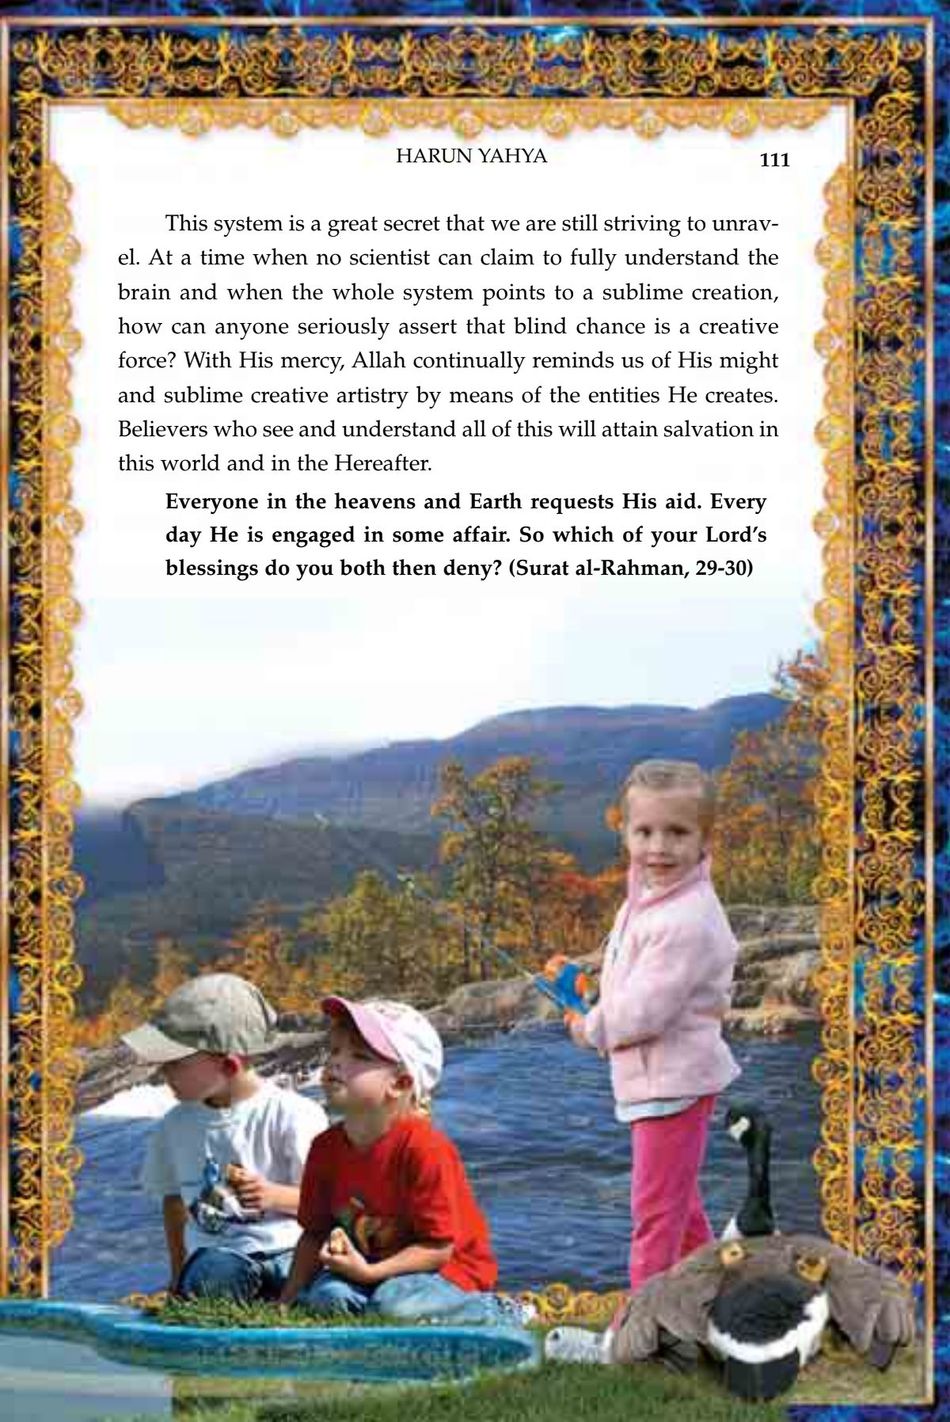 HARUN YAHYA 111
This system is a great secret that we are still striving to unrav-
el. At a time when no scientist can claim to fully understand the
brain and when the whole system points to a sublime creation,
how can anyone seriously assert that blind chance is a creative
force? With His mercy, Allah continually reminds us of His might
and sublime creative artistry by means of the entities He creates.
Believers who see and understand all of this will attain salvation in
this world and in the Hereafter.
Everyone in the heavens and Earth requests His aid. Every
day He is engaged in some affair. So which of your Lord’s
blessings do you both then deny? (Surat al-Rahman, 29-30)